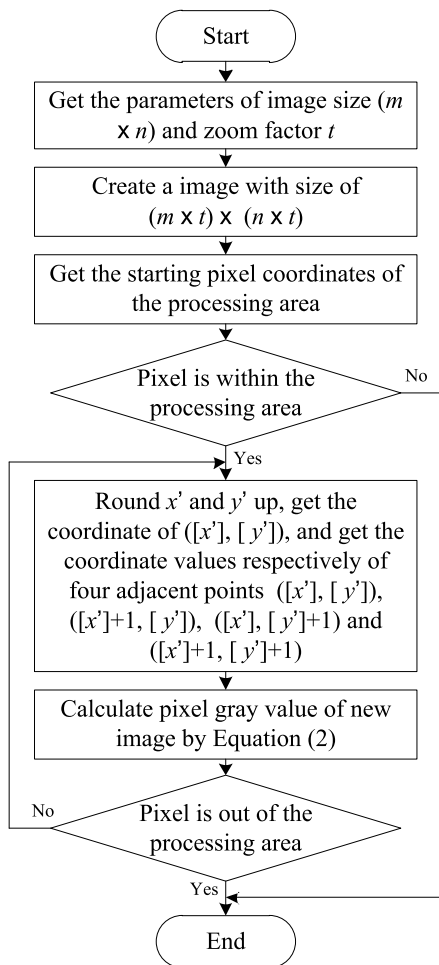 Start
Get the parameters of image size (m
x n) and zoom factor t
Create a image with size of
(m x t) x (n x t)
Get the starting pixel coordinates of
the processing area
Pixel is within the
processing area
No
Yes
Round x' and y' up, get the
coordinate of ([x'], [ y']), and get the
coordinate values respectively of
four adjacent points ([x'], [ y']),
([x']+1, [ y']), ([x'], [ y']+1) and
([x']+1, [ y']+1)
Calculate pixel gray value of new
image by Equation (2)
No
Pixel is out of the
processing area
Yes
End